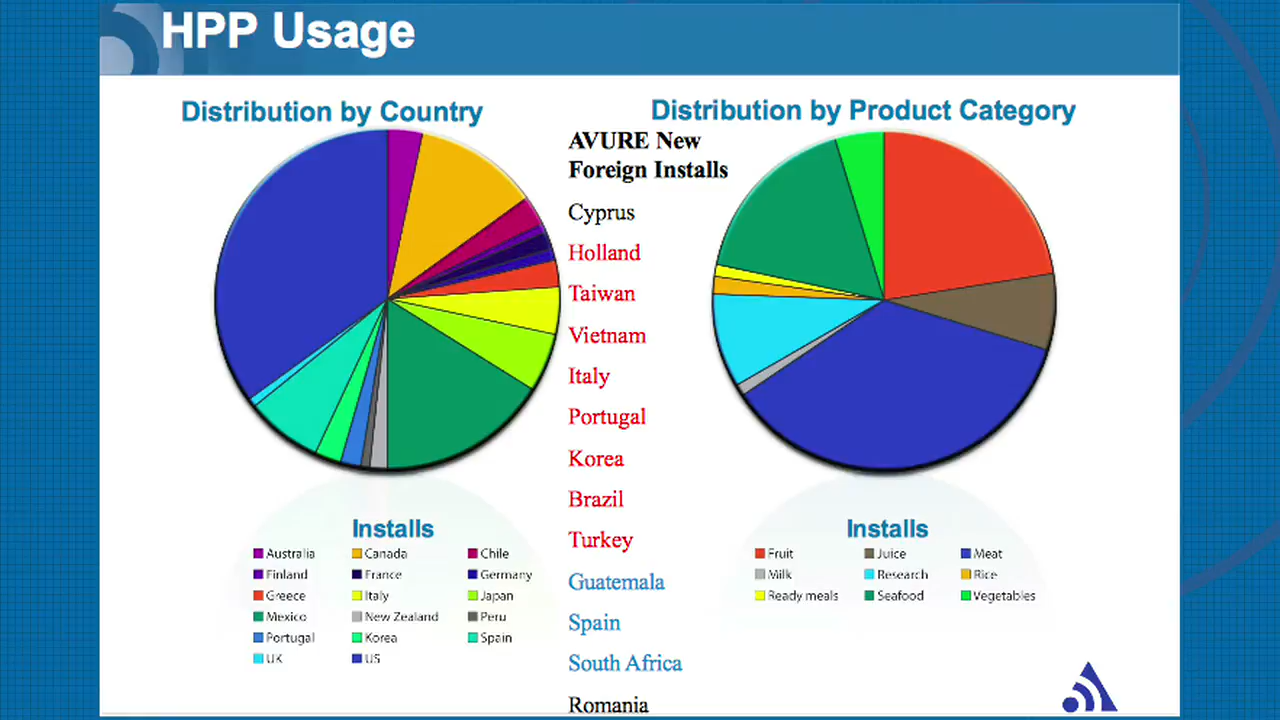 HPP Usage
Distribution by Country
Distribution by Product Category
AVURE New
Foreign Installs
Cyprus
Holland
Taiwan
Vietnam
Italy
Portugal
Korea
Brazil
Turkey
Guatemala
Spain
South Africa
Romania
Installs
Australia Canada Chile
Finland France Germany
Greece Italy Japan
Mexico New Zealand Peru
Portugal Korea Spain
UK US
Installs
Fruit Juice Meat
Milk Research Rice
Ready meals Seafood Vegetables